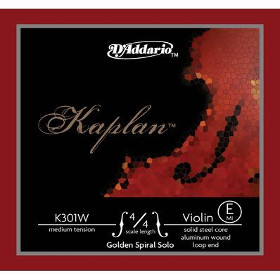 D'Addario™
Kaplan™
K301W
medium tension
4/4
scale length
Violin
E
MI
solid steel core
aluminum wound
loop end
Golden Spiral Solo